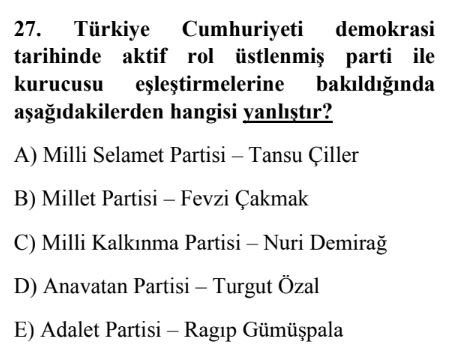 27. Türkiye Cumhuriyeti demokrasi
tarihinde aktif rol üstlenmiş parti ile
kurucusu eşleştirmelerine bakıldığında
aşağıdakilerden hangisi yanlıştır?
A) Milli Selamet Partisi – Tansu Çiller
B) Millet Partisi – Fevzi Çakmak
C) Milli Kalkınma Partisi – Nuri Demirağ
D) Anavatan Partisi – Turgut Özal
E) Adalet Partisi – Ragıp Gümüşpala